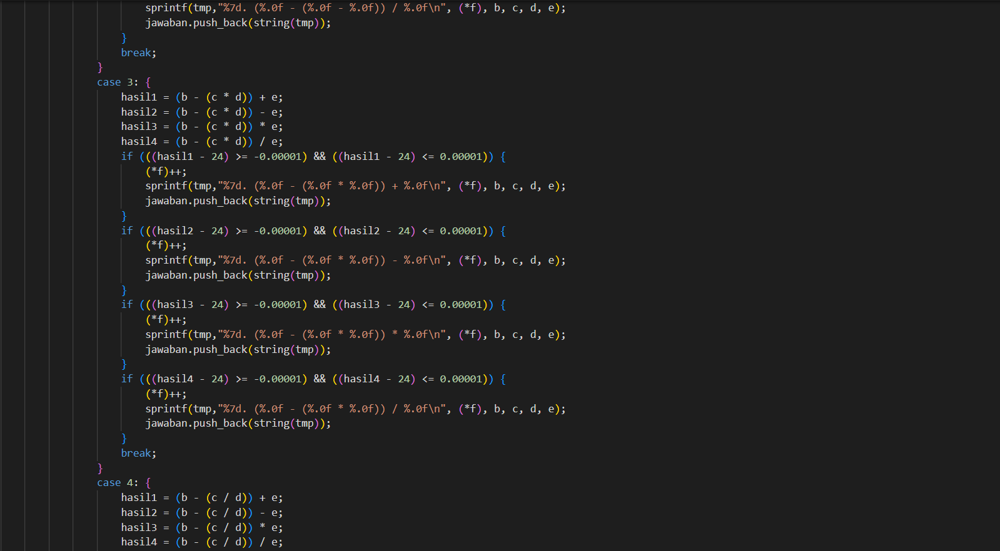 sprintf(tmp,"%7d. (%.0f - (%.0f - %.0f)) / %.0f\n", (*f), b, c, d, e);
jawaban.push_back(string(tmp));
}
break;
}
case 3: {
hasil1 = (b - (c * d)) + e;
hasil2 = (b - (c * d)) - e;
hasil3 = (b - (c * d)) * e;
hasil4 = (b - (c * d)) / e;
if (((hasil1 - 24) >= -0.00001) && ((hasil1 - 24) <= 0.00001)) {
(*f)++;
sprintf(tmp,"%7d. (%.0f - (%.0f * %.0f)) + %.0f\n", (*f), b, c, d, e);
jawaban.push_back(string(tmp));
}
if (((hasil2 - 24) >= -0.00001) && ((hasil2 - 24) <= 0.00001)) {
(*f)++;
sprintf(tmp,"%7d. (%.0f - (%.0f * %.0f)) - %.0f\n", (*f), b, c, d, e);
jawaban.push_back(string(tmp));
}
if (((hasil3 - 24) >= -0.00001) && ((hasil3 - 24) <= 0.00001)) {
(*f)++;
sprintf(tmp,"%7d. (%.0f - (%.0f * %.0f)) * %.0f\n", (*f), b, c, d, e);
jawaban.push_back(string(tmp));
}
if (((hasil4 - 24) >= -0.00001) && ((hasil4 - 24) <= 0.00001)) {
(*f)++;
sprintf(tmp,"%7d. (%.0f - (%.0f * %.0f)) / %.0f\n", (*f), b, c, d, e);
jawaban.push_back(string(tmp));
}
break;
}
case 4: {
hasil1 = (b - (c / d)) + e;
hasil2 = (b - (c / d)) - e;
hasil3 = (b - (c / d)) * e;
hasil4 = (b - (c / d)) / e;